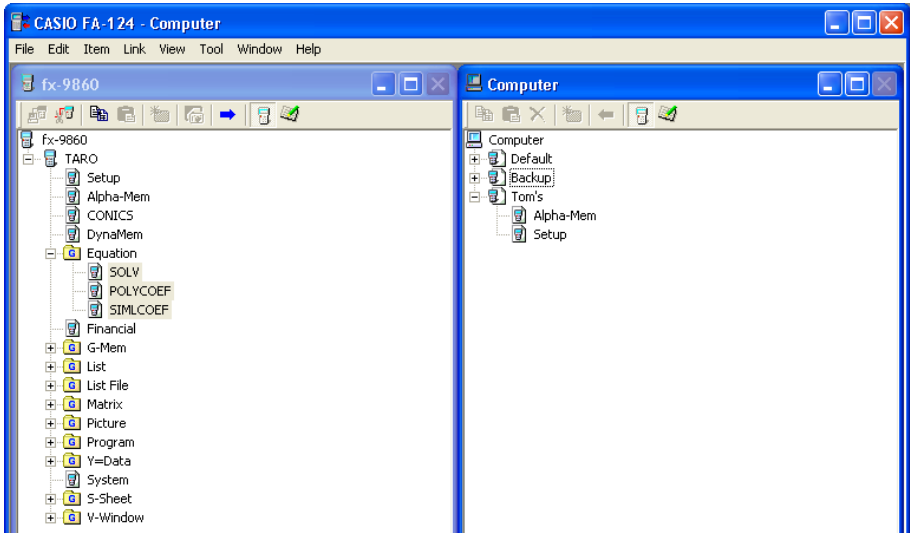 CASIO FA-124 - Computer
File Edit Item Link View Tool Window Help
fx-9860
fx-9860
TARO
Setup
Alpha-Mem
CONICS
DynaMem
Equation
SOLV
POLYCOEF
SIMLCOEF
Financial
G-Mem
List
List File
Matrix
Picture
Program
Y=Data
System
S-Sheet
V-Window
Computer
Computer
Default
Backup
Tom's
Alpha-Mem
Setup